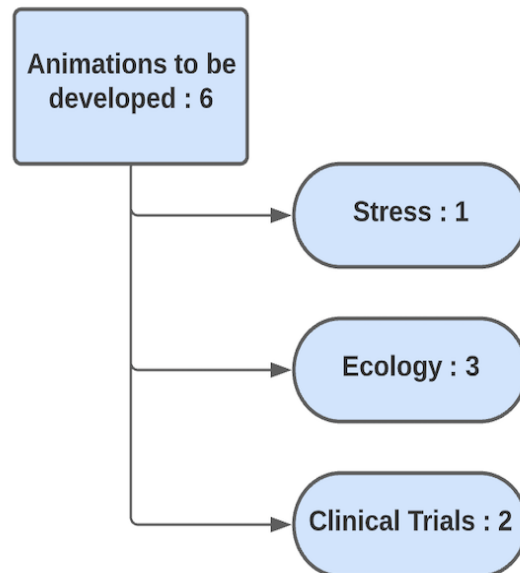 Animations to be
developed : 6
Stress : 1
Ecology : 3
Clinical Trials : 2